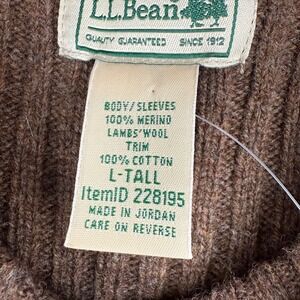 L.L.Bean
QUALITY GUARANTEED SINCE 1912
BODY/SLEEVES
100% MERINO
LAMBS' WOOL
TRIM
100% COTTON
L-TALL
ItemID 228195
MADE IN JORDAN
CARE ON REVERSE